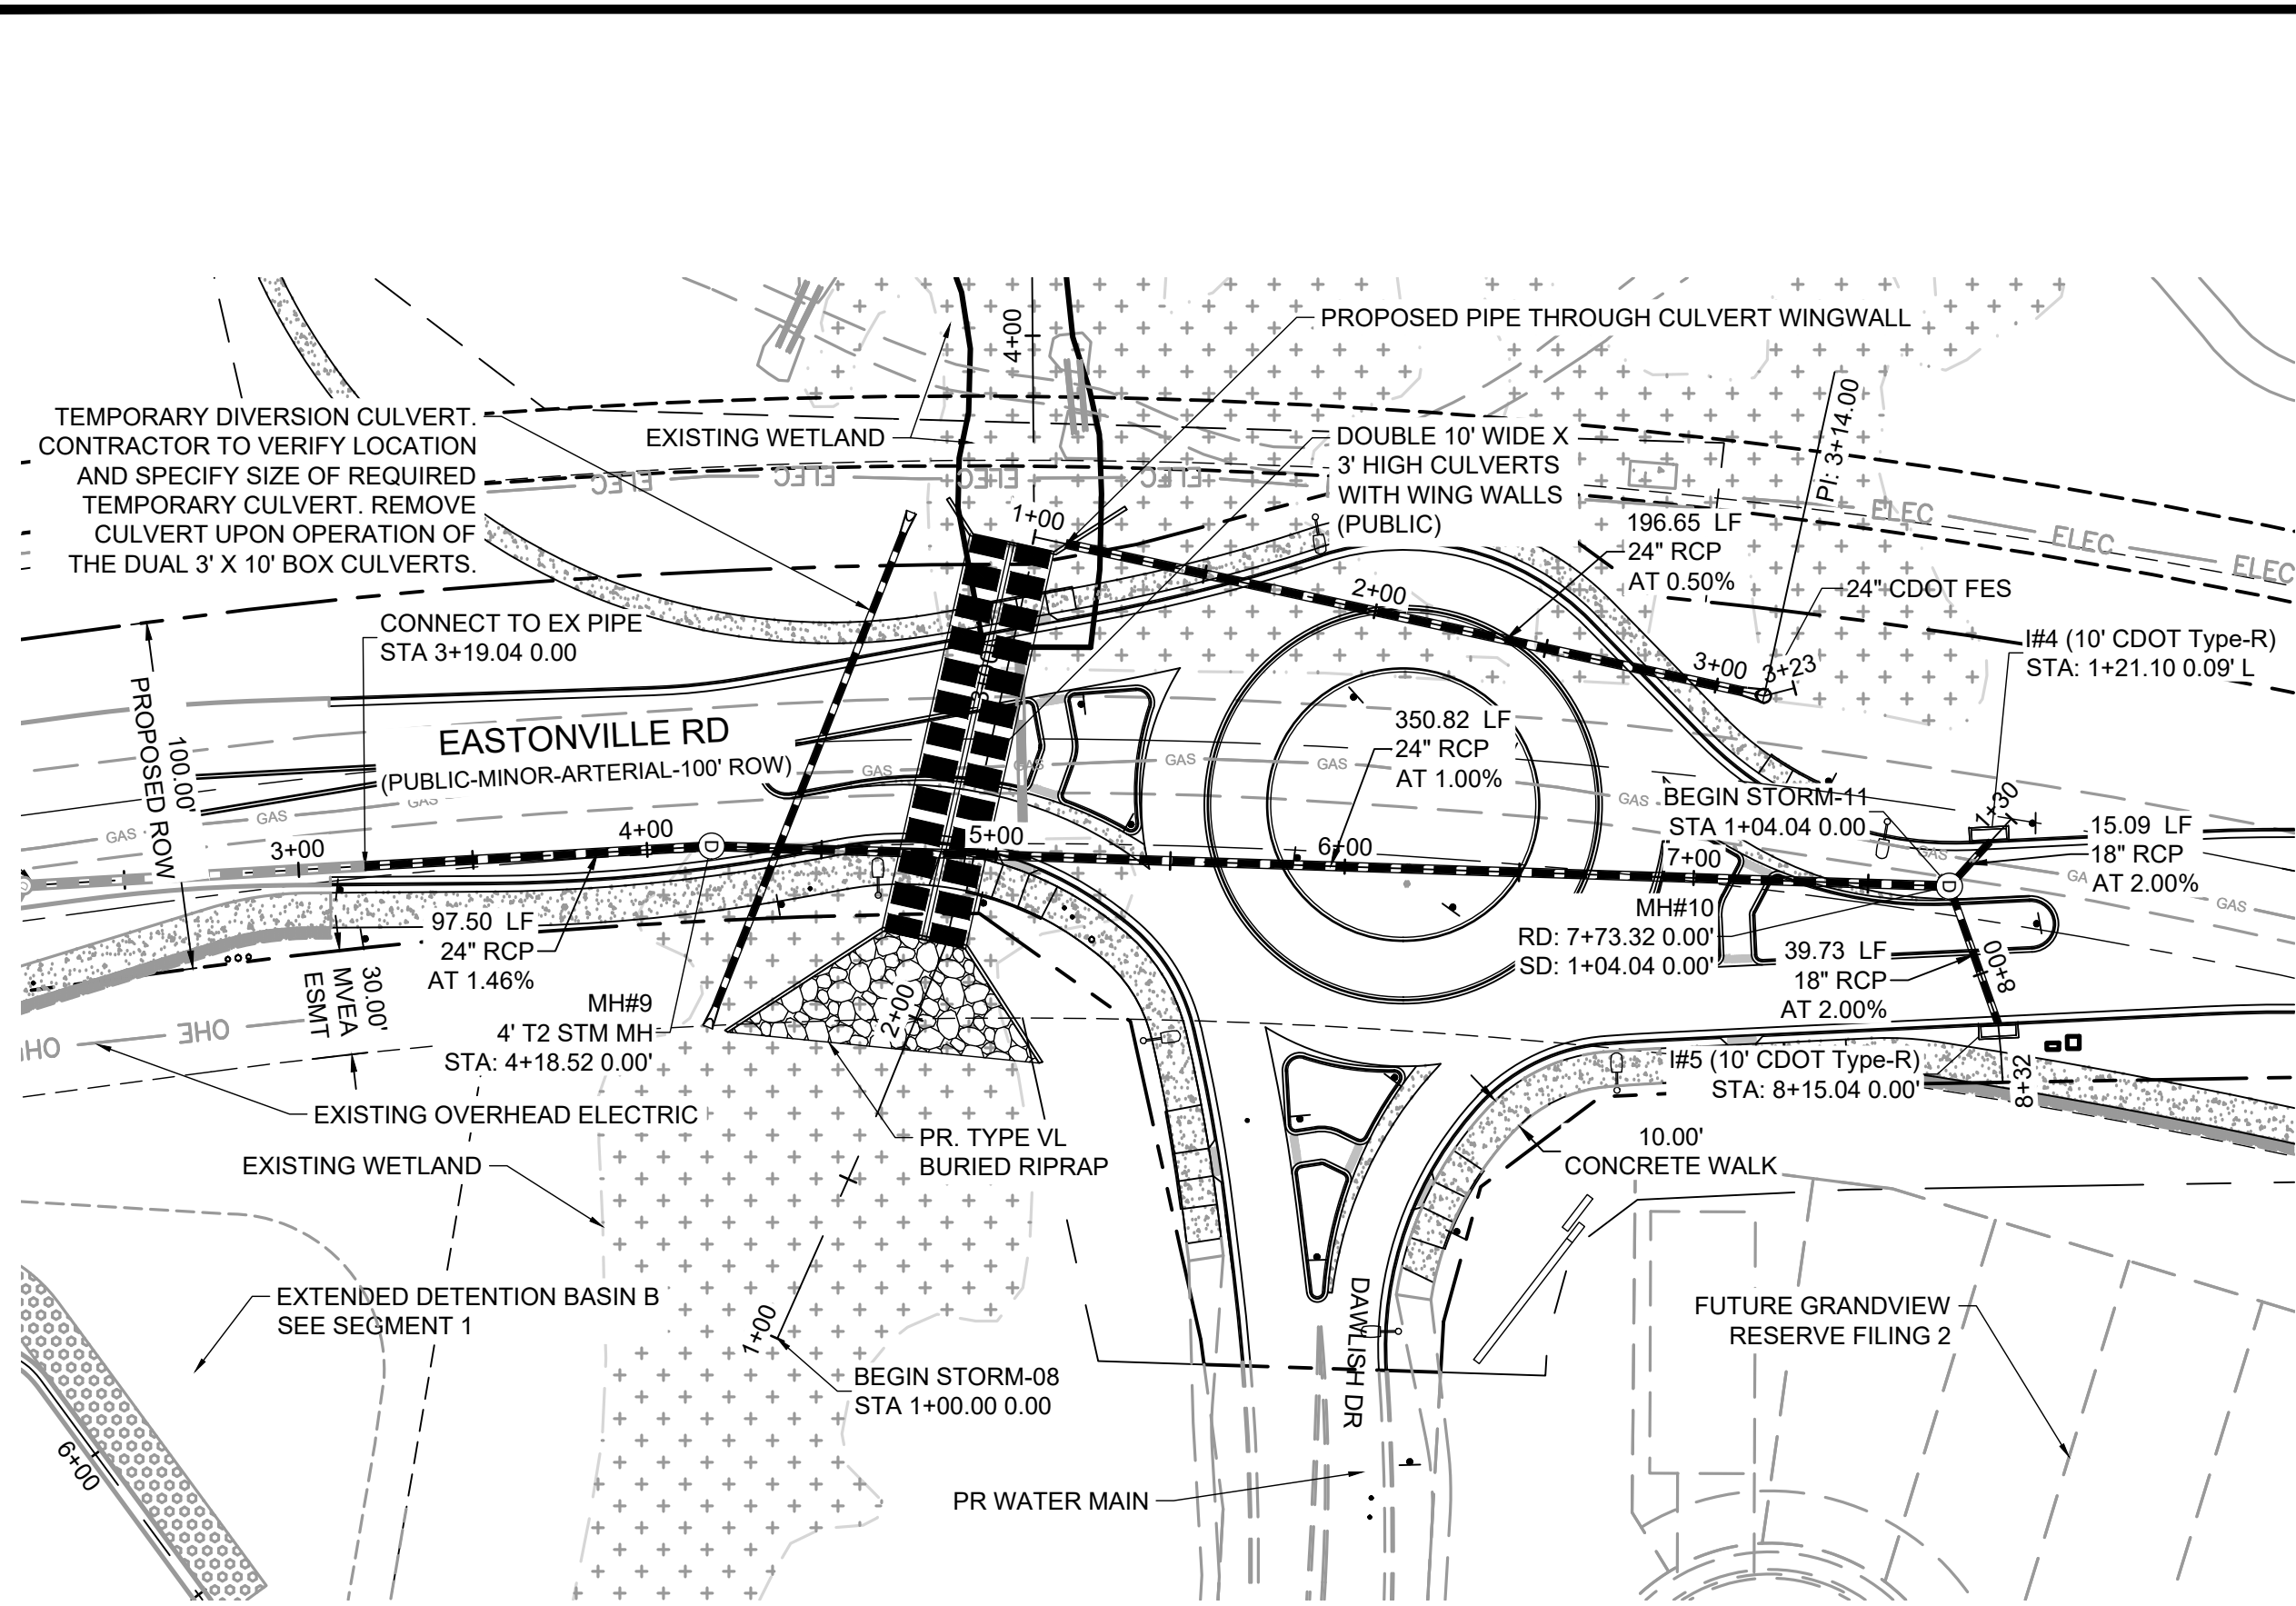 PROPOSED PIPE THROUGH CULVERT WINGWALL
4+00
TEMPORARY DIVERSION CULVERT.
CONTRACTOR TO VERIFY LOCATION
AND SPECIFY SIZE OF REQUIRED
TEMPORARY CULVERT. REMOVE
CULVERT UPON OPERATION OF
THE DUAL 3' X 10' BOX CULVERTS.
EXISTING WETLAND
DOUBLE 10' WIDE X
3' HIGH CULVERTS
WITH WING WALLS
(PUBLIC)
PI: 3+14.00
ELEC
ELEC
ELEC
ELEC
ELEC
ELEC
ELEC
1+00
196.65 LF
24" RCP
AT 0.50%
2+00
24" CDOT FES
CONNECT TO EX PIPE
STA 3+19.04 0.00
I#4 (10' CDOT Type-R)
STA: 1+21.10 0.09' L
3+00
3+23
PROPOSED ROW
100.00'
EASTONVILLE RD
(PUBLIC-MINOR-ARTERIAL-100' ROW)
350.82 LF
24" RCP
AT 1.00%
GAS
GAS
GAS
GAS
GAS
GAS
GAS
GAS
GAS
GAS
BEGIN STORM-11
STA 1+04.04 0.00
1+30
15.09 LF
18" RCP
AT 2.00%
3+00
4+00
D
5+00
6+00
7+00
D
97.50 LF
24" RCP
AT 1.46%
MH#10
RD: 7+73.32 0.00'
SD: 1+04.04 0.00'
39.73 LF
18" RCP
AT 2.00%
8+00
30.00'
MVEA
ESMT
MH#9
4' T2 STM MH
STA: 4+18.52 0.00'
2+00
OHE
I#5 (10' CDOT Type-R)
STA: 8+15.04 0.00'
8+32
EXISTING OVERHEAD ELECTRIC
PR. TYPE VL
BURIED RIPRAP
10.00'
CONCRETE WALK
EXISTING WETLAND
EXTENDED DETENTION BASIN B
SEE SEGMENT 1
1+00
DAWLISH DR
FUTURE GRANDVIEW
RESERVE FILING 2
BEGIN STORM-08
STA 1+00.00 0.00
6+00
PR WATER MAIN